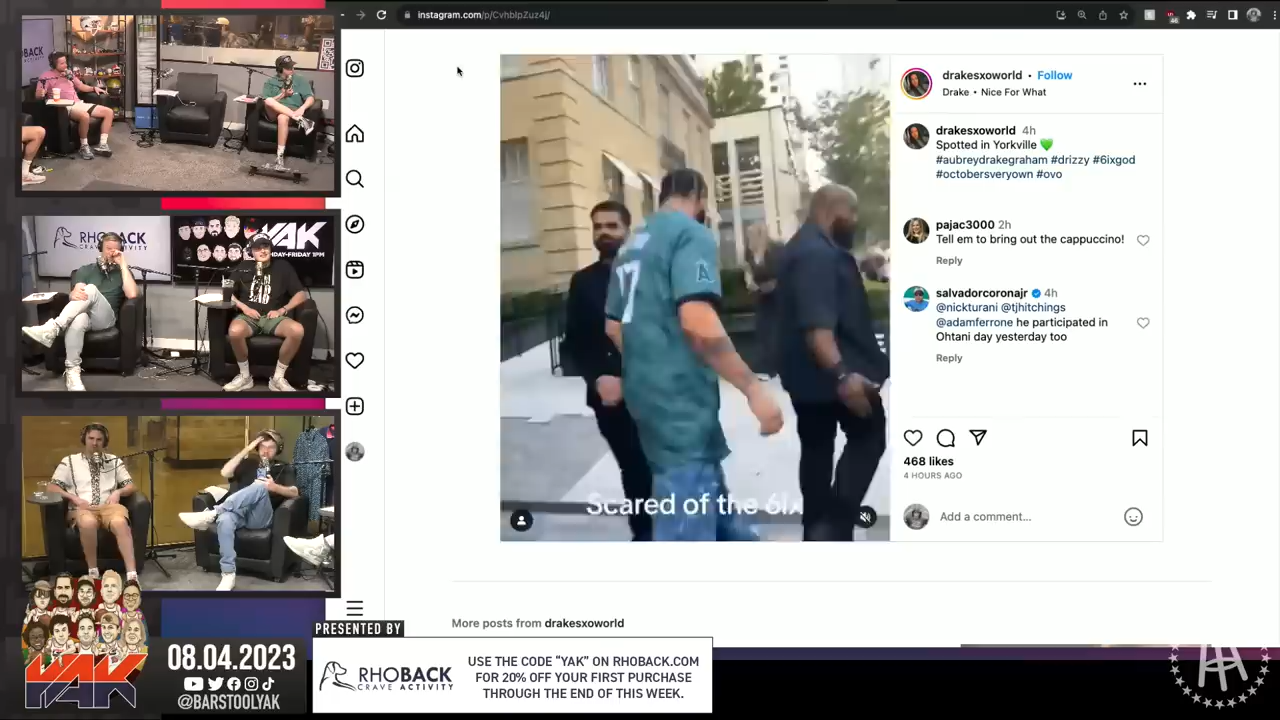 instagram.com/p/CvhbIpZuz4j/
drakesxoworld • Follow
Drake • Nice For What
drakesxoworld 4h
Spotted in Yorkville 💚
#aubreydrakegraham #drizzy #6ixgod
#octobersveryown #ovo
pajac3000 2h
Tell em to bring out the cappuccino!
Reply
salvadorcoronajr 4h
@nickturani @tjhitchings
@adamferrone he participated in
Ohtani day yesterday too
Reply
468 likes
4 HOURS AGO
Add a comment...
17
A
Scared of the 6ix
More posts from drakesxoworld
RHOBACK
CRAVE ACTIVITY
YAK
MONDAY-FRIDAY 1PM
YAK
08.04.2023
@BARSTOOLYAK
PRESENTED BY
RHOBACK
CRAVE ACTIVITY
USE THE CODE “YAK” ON RHOBACK.COM
FOR 20% OFF YOUR FIRST PURCHASE
THROUGH THE END OF THIS WEEK.